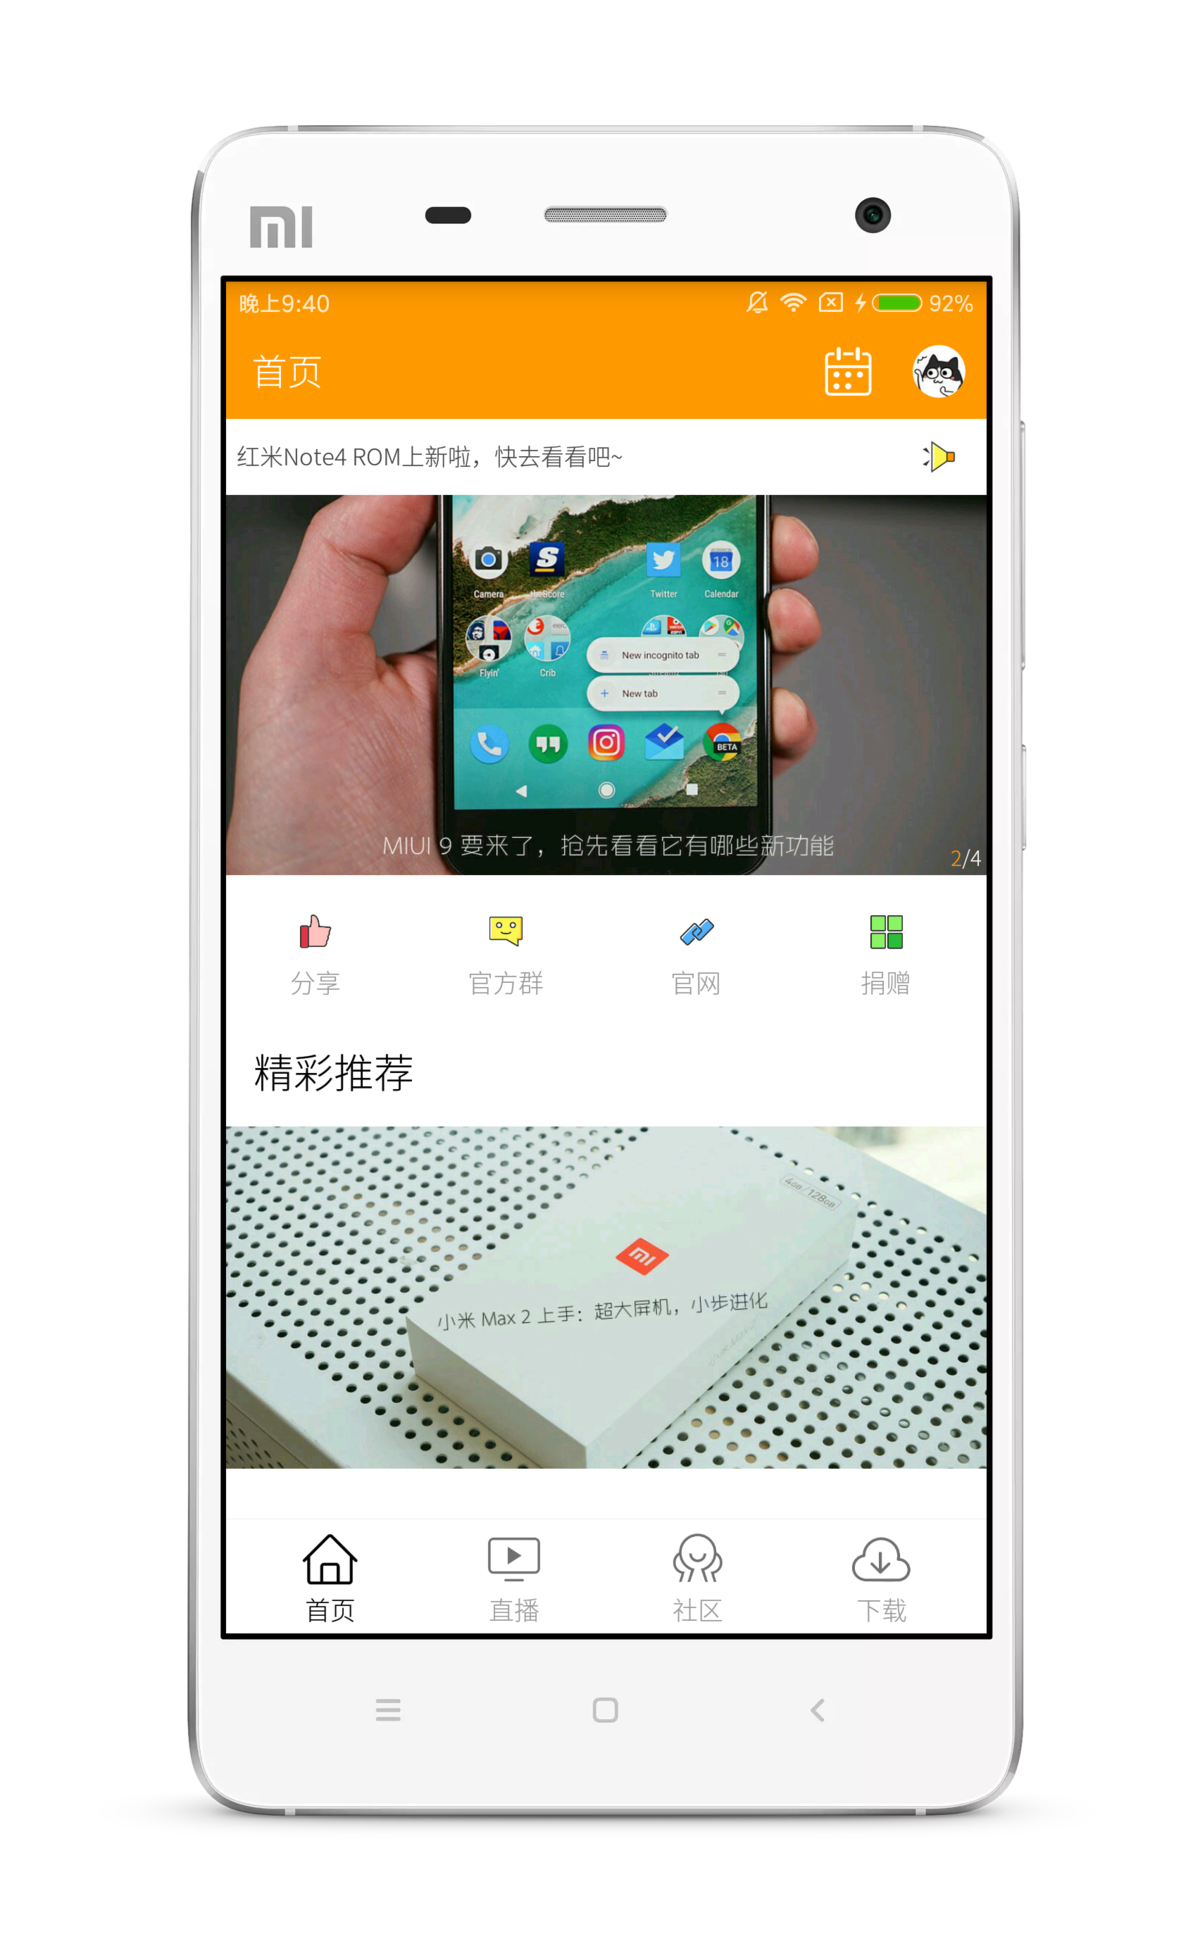 mi
晚上9:40
92%
首页
红米Note4 ROM上新啦，快去看看吧~
Camera
theScore
Twitter
18
Calendar
New incognito tab
Flyin'
Crib
New tab
BETA
MIUI 9 要来了，抢先看看它有哪些新功能
2/4
分享
官方群
官网
捐赠
精彩推荐
4GB/128GB
mi
小米 Max 2 上手：超大屏机，小步进化
首页
直播
社区
下载